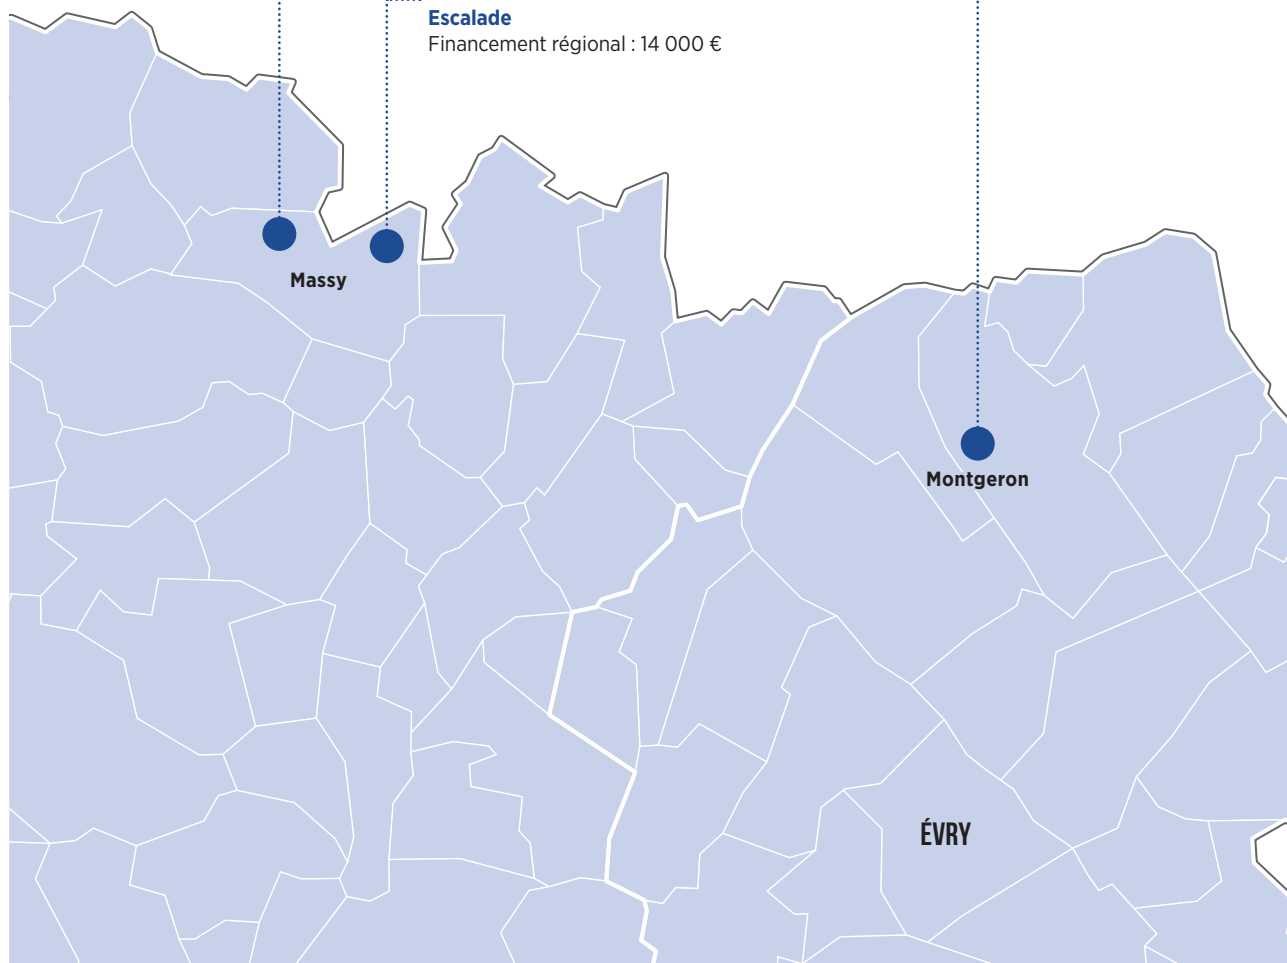 Escalade
Financement régional : 14 000 €
Massy
Montgeron
ÉVRY